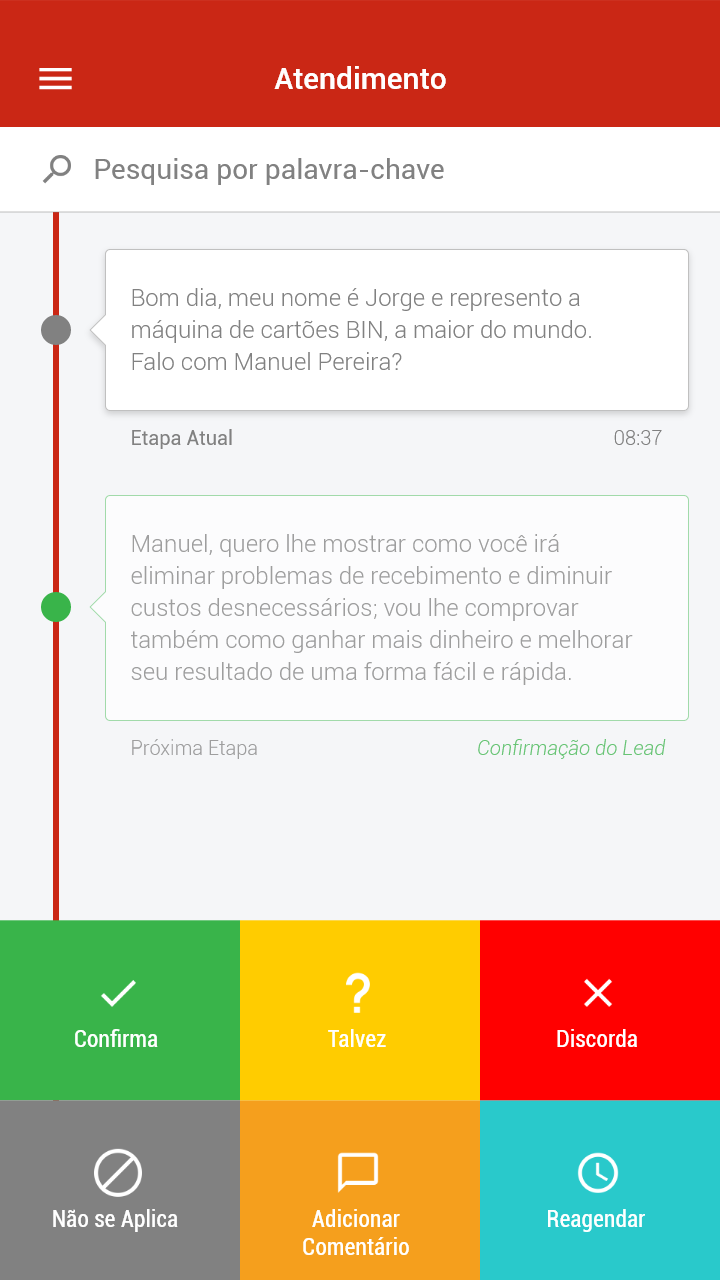 Atendimento
Pesquisa por palavra-chave
Bom dia, meu nome é Jorge e represento a
máquina de cartões BIN, a maior do mundo.
Falo com Manuel Pereira?
Etapa Atual 08:37
Manuel, quero lhe mostrar como você irá
eliminar problemas de recebimento e diminuir
custos desnecessários; vou lhe comprovar
também como ganhar mais dinheiro e melhorar
seu resultado de uma forma fácil e rápida.
Próxima Etapa Confirmação do Lead
Confirma
Talvez
Discorda
Não se Aplica
Adicionar
Comentário
Reagendar